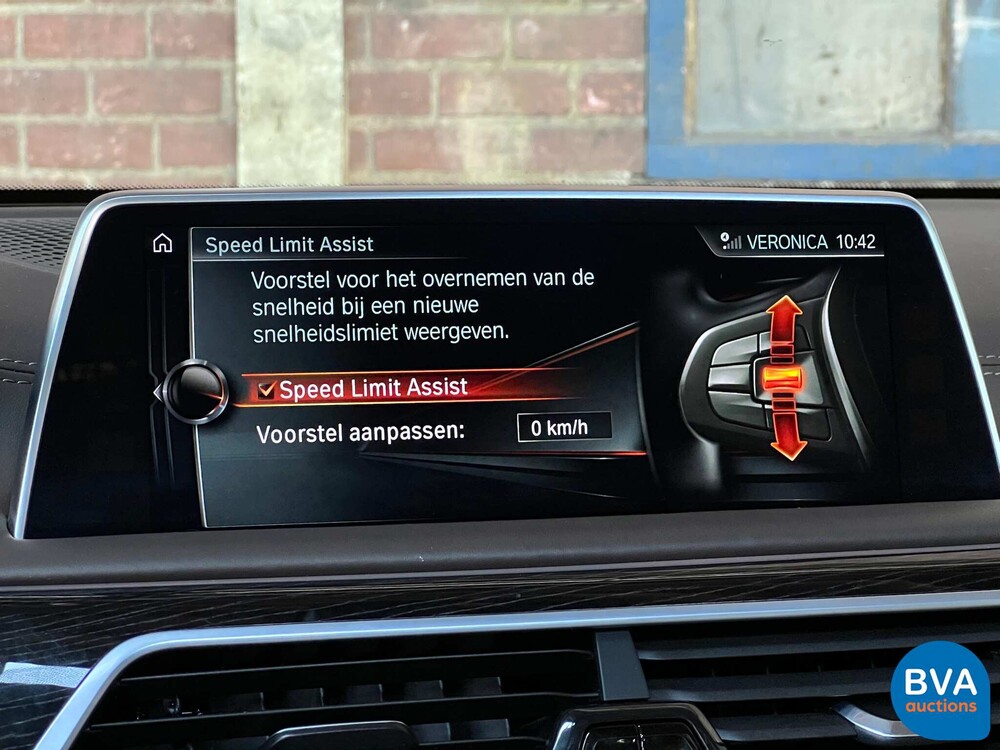 Speed Limit Assist
VERONICA 10:42
Voorstel voor het overnemen van de
snelheid bij een nieuwe
snelheidslimiet weergeven.
Speed Limit Assist
Voorstel aanpassen: 0 km/h
BVA
auctions